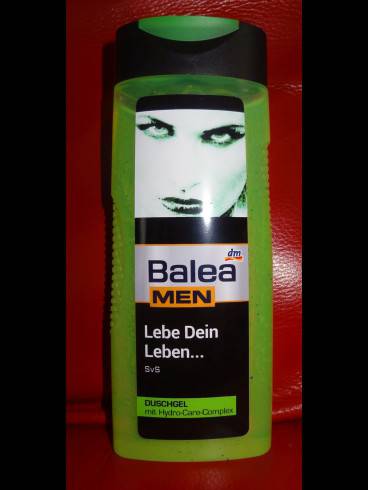 dm
Balea
MEN
Lebe Dein
Leben...
SvS
DUSCHGEL
mit Hydro-Care-Complex